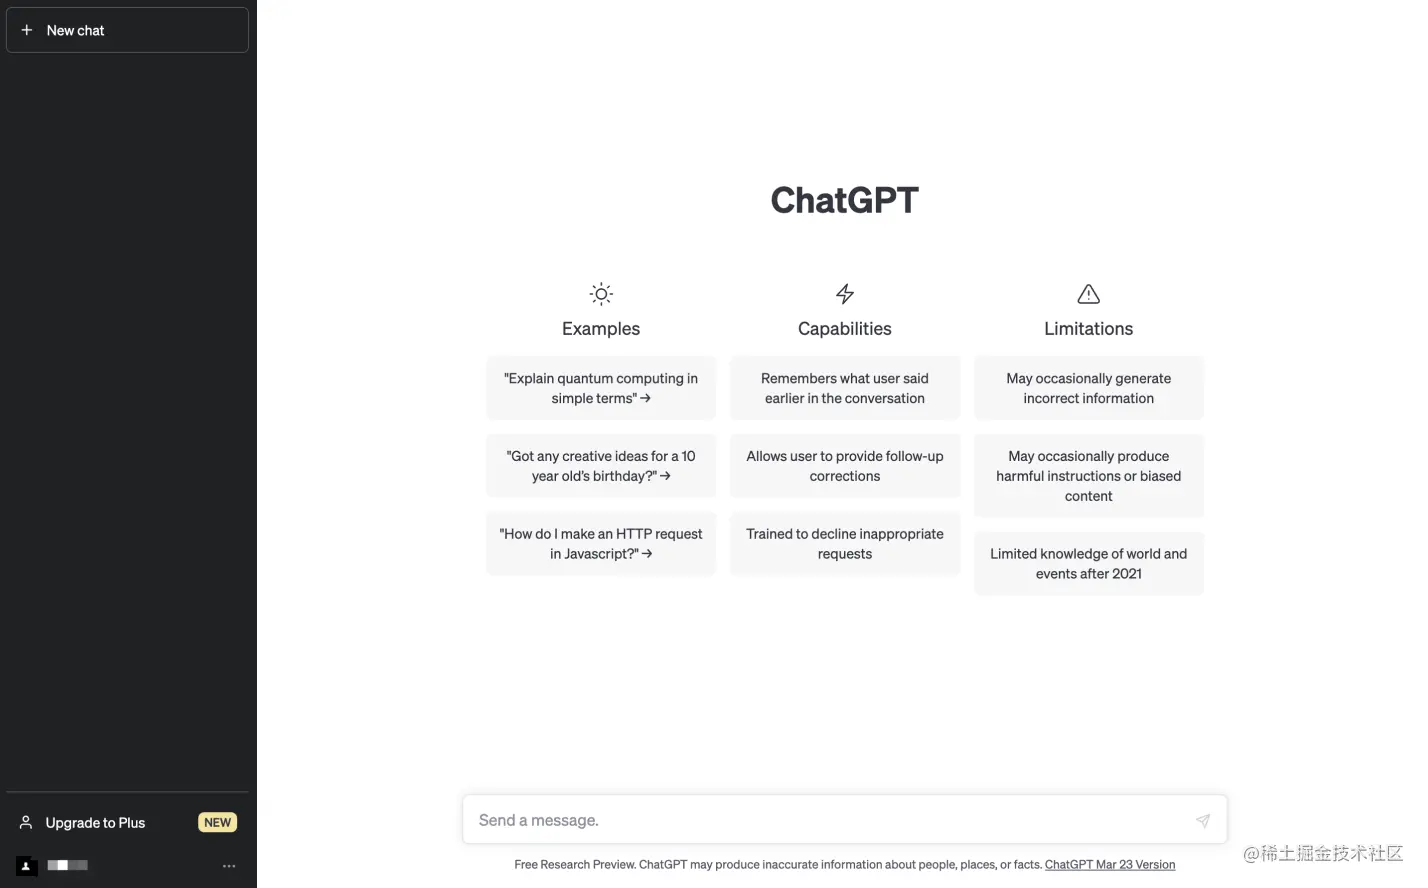 New chat
ChatGPT
Examples
"Explain quantum computing in
simple terms" →
"Got any creative ideas for a 10
year old's birthday?" →
"How do I make an HTTP request
in Javascript?" →
Capabilities
Remembers what user said
earlier in the conversation
Allows user to provide follow-up
corrections
Trained to decline inappropriate
requests
Limitations
May occasionally generate
incorrect information
May occasionally produce
harmful instructions or biased
content
Limited knowledge of world and
events after 2021
Upgrade to Plus NEW
Send a message.
Free Research Preview. ChatGPT may produce inaccurate information about people, places, or facts. ChatGPT Mar 23 Version
@稀土掘金技术社区